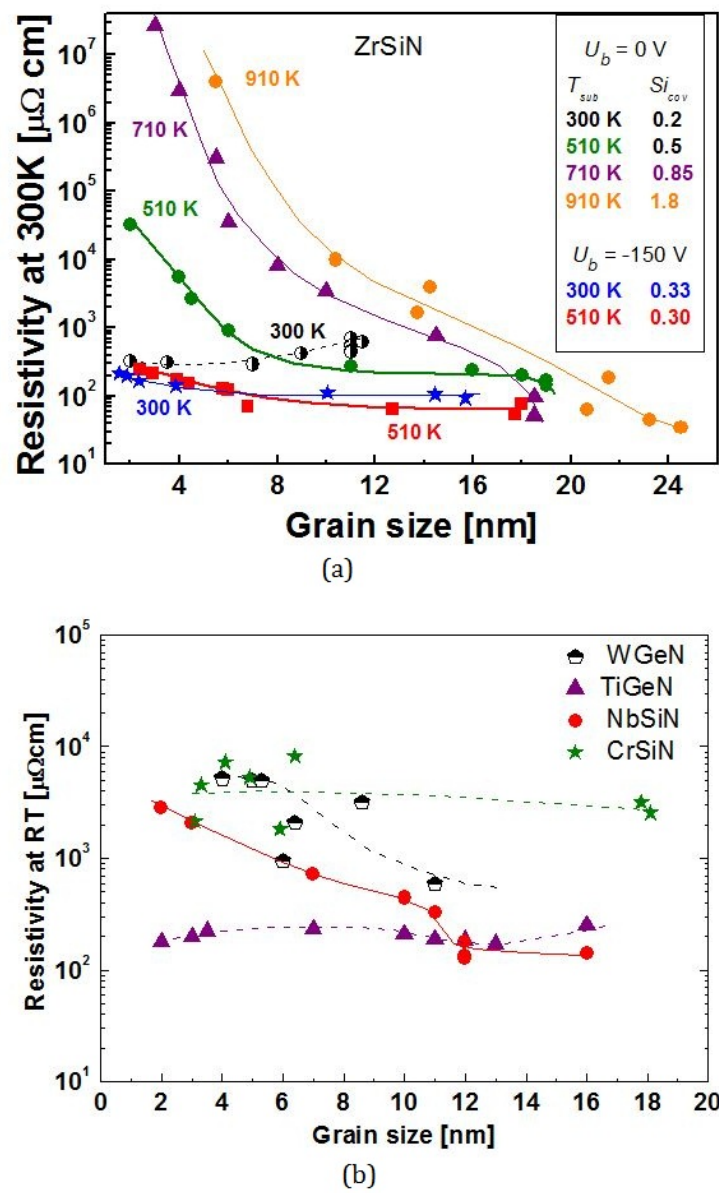 ZrSiN
U_b = 0 V
T_sub Si_cov
300 K 0.2
510 K 0.5
710 K 0.85
910 K 1.8
U_b = -150 V
300 K 0.33
510 K 0.30
910 K
710 K
510 K
300 K
300 K
510 K
Resistivity at 300K [μΩ cm]
10^7
10^6
10^5
10^4
10^3
10^2
10^1
4 8 12 16 20 24
Grain size [nm]
(a)
WGeN
TiGeN
NbSiN
CrSiN
Resistivity at RT [μΩcm]
10^5
10^4
10^3
10^2
10^1
0 2 4 6 8 10 12 14 16 18 20
Grain size [nm]
(b)